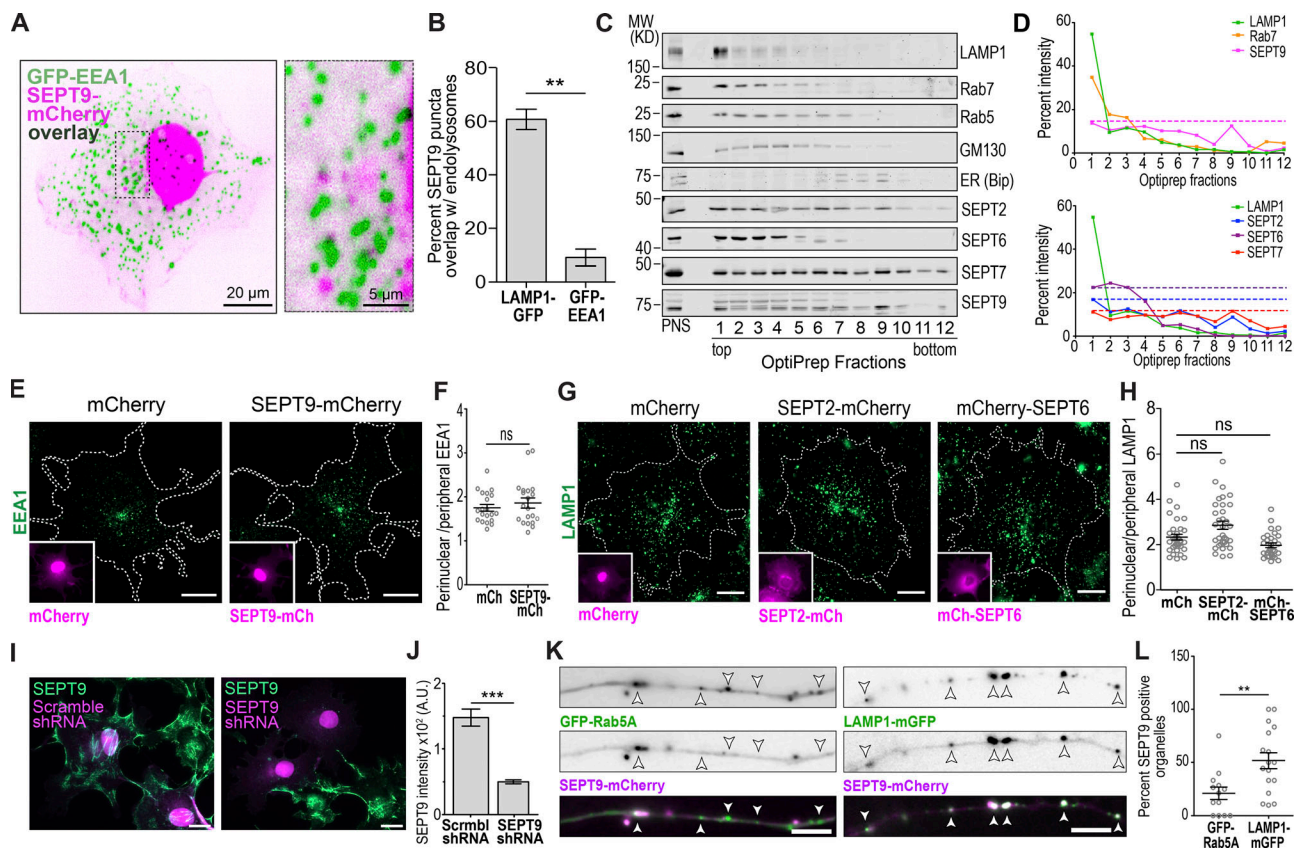 A
GFP-EEA1
SEPT9-
mCherry
overlay
20 µm
5 µm
B
Percent SEPT9 puncta
overlap w/ endolysosomes
80
60
40
20
0
**
LAMP1-
GFP
GFP-
EEA1
C
MW
(KD)
150
25
25
150
75
50
40
50
75
LAMP1
Rab7
Rab5
GM130
ER (Bip)
SEPT2
SEPT6
SEPT7
SEPT9
PNS 1 2 3 4 5 6 7 8 9 10 11 12
top bottom
OptiPrep Fractions
D
Percent intensity
60
40
20
0
0 1 2 3 4 5 6 7 8 9 10 11 12
Optiprep fractions
LAMP1
Rab7
SEPT9
Percent intensity
60
40
20
0
0 1 2 3 4 5 6 7 8 9 10 11 12
Optiprep fractions
LAMP1
SEPT2
SEPT6
SEPT7
E
mCherry
SEPT9-mCherry
EEA1
mCherry
SEPT9-mCh
F
Perinuclear/peripheral EEA1
4
3
2
1
0
ns
mCh
SEPT9-
mCh
G
mCherry
SEPT2-mCherry
mCherry-SEPT6
LAMP1
mCherry
SEPT2-mCh
mCh-SEPT6
H
Perinuclear/peripheral LAMP1
8
6
4
2
0
ns
ns
mCh
SEPT2-
mCh
mCh-
SEPT6
I
SEPT9
Scramble
shRNA
SEPT9
SEPT9
shRNA
J
SEPT9 intensity x10² (A.U.)
2
1
0
***
Scrmbl
shRNA
SEPT9
shRNA
K
GFP-Rab5A
LAMP1-mGFP
SEPT9-mCherry
SEPT9-mCherry
L
Percent SEPT9 positive
organelles
150
100
50
0
**
GFP-
Rab5A
LAMP1-
mGFP